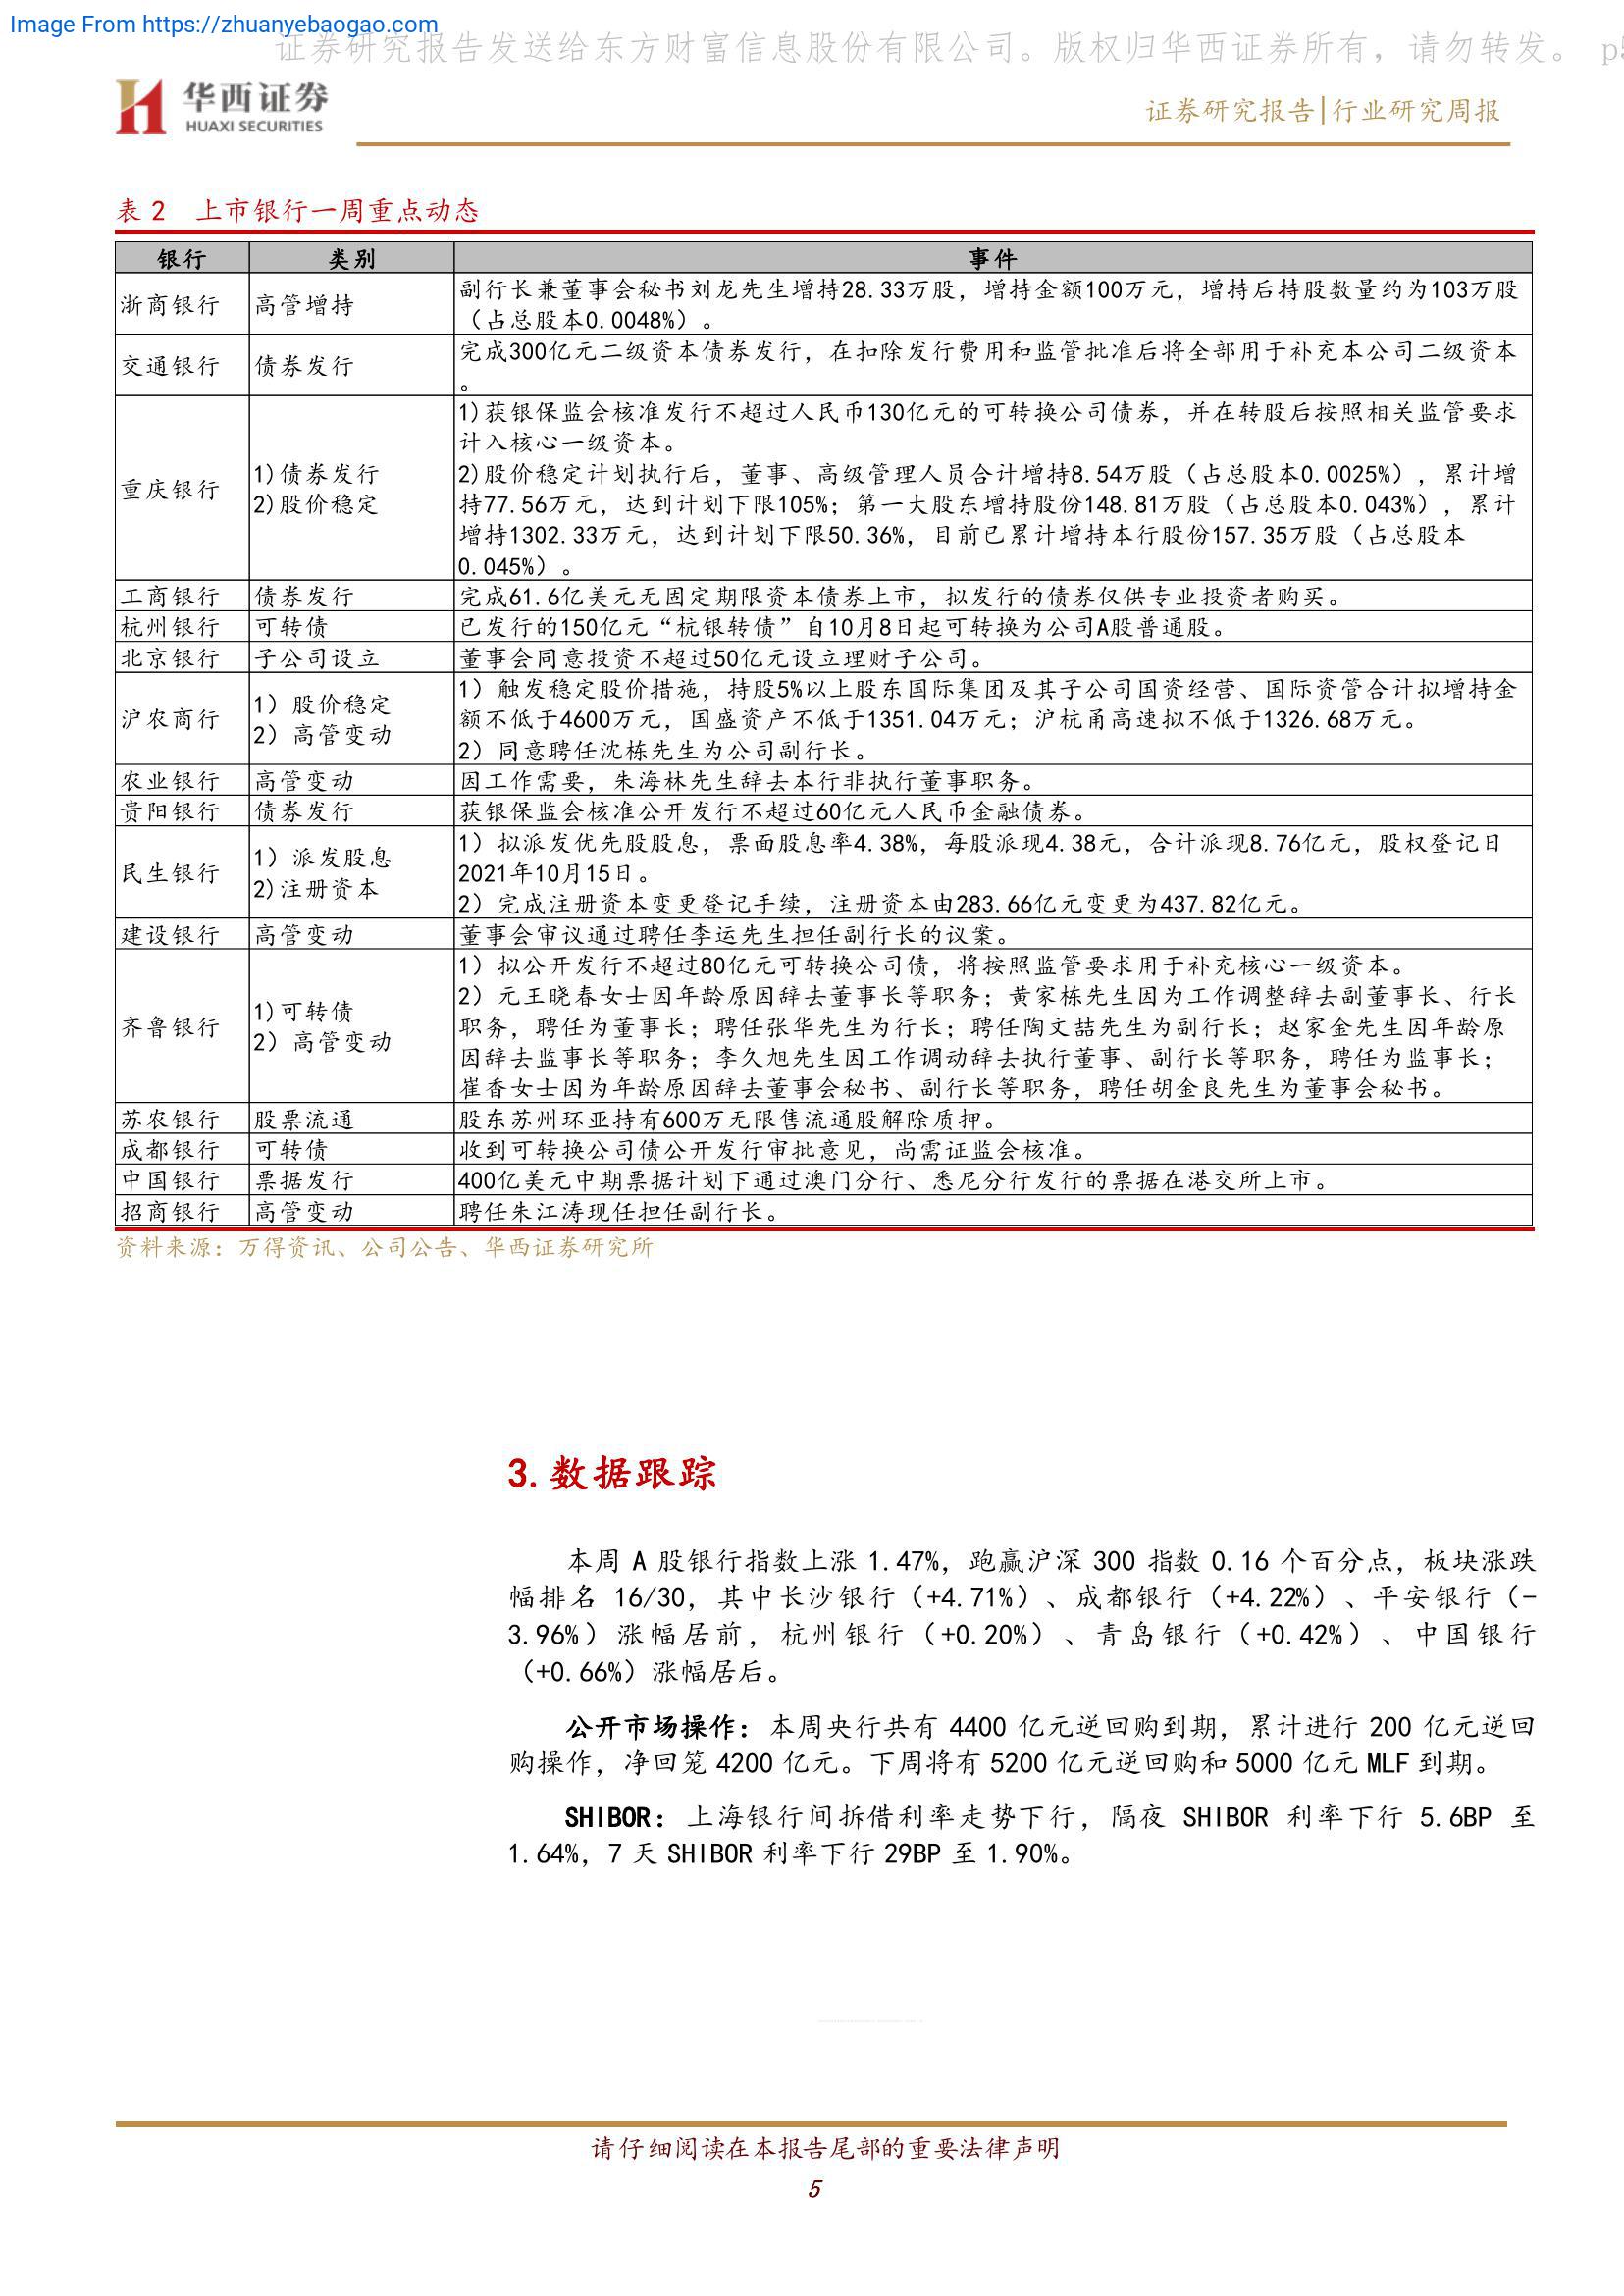 Image From https://zhuanyebaogao.com
证券研究报告发送给东方财富信息股份有限公司。版权归华西证券所有，请勿转发。 p5
华西证券
HUAXI SECURITIES
证券研究报告|行业研究周报
表 2 上市银行一周重点动态
银行 类别 事件
浙商银行 高管增持 副行长兼董事会秘书刘龙先生增持28.33万股，增持金额100万元，增持后持股数量约为103万股
（占总股本0.0048%）。
交通银行 债券发行 完成300亿元二级资本债券发行，在扣除发行费用和监管批准后将全部用于补充本公司二级资本
。
重庆银行 1)债券发行
2)股价稳定
1)获银保监会核准发行不超过人民币130亿元的可转换公司债券，并在转股后按照相关监管要求
计入核心一级资本。
2)股价稳定计划执行后，董事、高级管理人员合计增持8.54万股（占总股本0.0025%），累计增
持77.56万元，达到计划下限105%；第一大股东增持股份148.81万股（占总股本0.043%），累计
增持1302.33万元，达到计划下限50.36%，目前已累计增持本行股份157.35万股（占总股本
0.045%）。
工商银行 债券发行 完成61.6亿美元无固定期限资本债券上市，拟发行的债券仅供专业投资者购买。
杭州银行 可转债 已发行的150亿元“杭银转债”自10月8日起可转换为公司A股普通股。
北京银行 子公司设立 董事会同意投资不超过50亿元设立理财子公司。
沪农商行 1）股价稳定
2）高管变动
1）触发稳定股价措施，持股5%以上股东国际集团及其子公司国资经营、国际资管合计拟增持金
额不低于4600万元，国盛资产不低于1351.04万元；沪杭甬高速拟不低于1326.68万元。
2）同意聘任沈栋先生为公司副行长。
农业银行 高管变动 因工作需要，朱海林先生辞去本行非执行董事职务。
贵阳银行 债券发行 获银保监会核准公开发行不超过60亿元人民币金融债券。
民生银行 1）派发股息
2)注册资本
1）拟派发优先股股息，票面股息率4.38%，每股派现4.38元，合计派现8.76亿元，股权登记日
2021年10月15日。
2）完成注册资本变更登记手续，注册资本由283.66亿元变更为437.82亿元。
建设银行 高管变动 董事会审议通过聘任李运先生担任副行长的议案。
齐鲁银行 1)可转债
2）高管变动
1）拟公开发行不超过80亿元可转换公司债，将按照监管要求用于补充核心一级资本。
2）元王晓春女士因年龄原因辞去董事长等职务；黄家栋先生因为工作调整辞去副董事长、行长
职务，聘任为董事长；聘任张华先生为行长；聘任陶文喆先生为副行长；赵家金先生因年龄原
因辞去监事长等职务；李久旭先生因工作调动辞去执行董事、副行长等职务，聘任为监事长；
崔香女士因为年龄原因辞去董事会秘书、副行长等职务，聘任胡金良先生为董事会秘书。
苏农银行 股票流通 股东苏州环亚持有600万无限售流通股解除质押。
成都银行 可转债 收到可转换公司债公开发行审批意见，尚需证监会核准。
中国银行 票据发行 400亿美元中期票据计划下通过澳门分行、悉尼分行发行的票据在港交所上市。
招商银行 高管变动 聘任朱江涛现任担任副行长。
资料来源：万得资讯、公司公告、华西证券研究所
3.数据跟踪
本周 A 股银行指数上涨 1.47%，跑赢沪深 300 指数 0.16 个百分点，板块涨跌
幅排名 16/30，其中长沙银行（+4.71%）、成都银行（+4.22%）、平安银行（-
3.96%）涨幅居前，杭州银行（+0.20%）、青岛银行（+0.42%）、中国银行
（+0.66%）涨幅居后。
公开市场操作：本周央行共有 4400 亿元逆回购到期，累计进行 200 亿元逆回
购操作，净回笼 4200 亿元。下周将有 5200 亿元逆回购和 5000 亿元 MLF 到期。
SHIBOR：上海银行间拆借利率走势下行，隔夜 SHIBOR 利率下行 5.6BP 至
1.64%，7 天 SHIBOR 利率下行 29BP 至 1.90%。
请仔细阅读在本报告尾部的重要法律声明
5